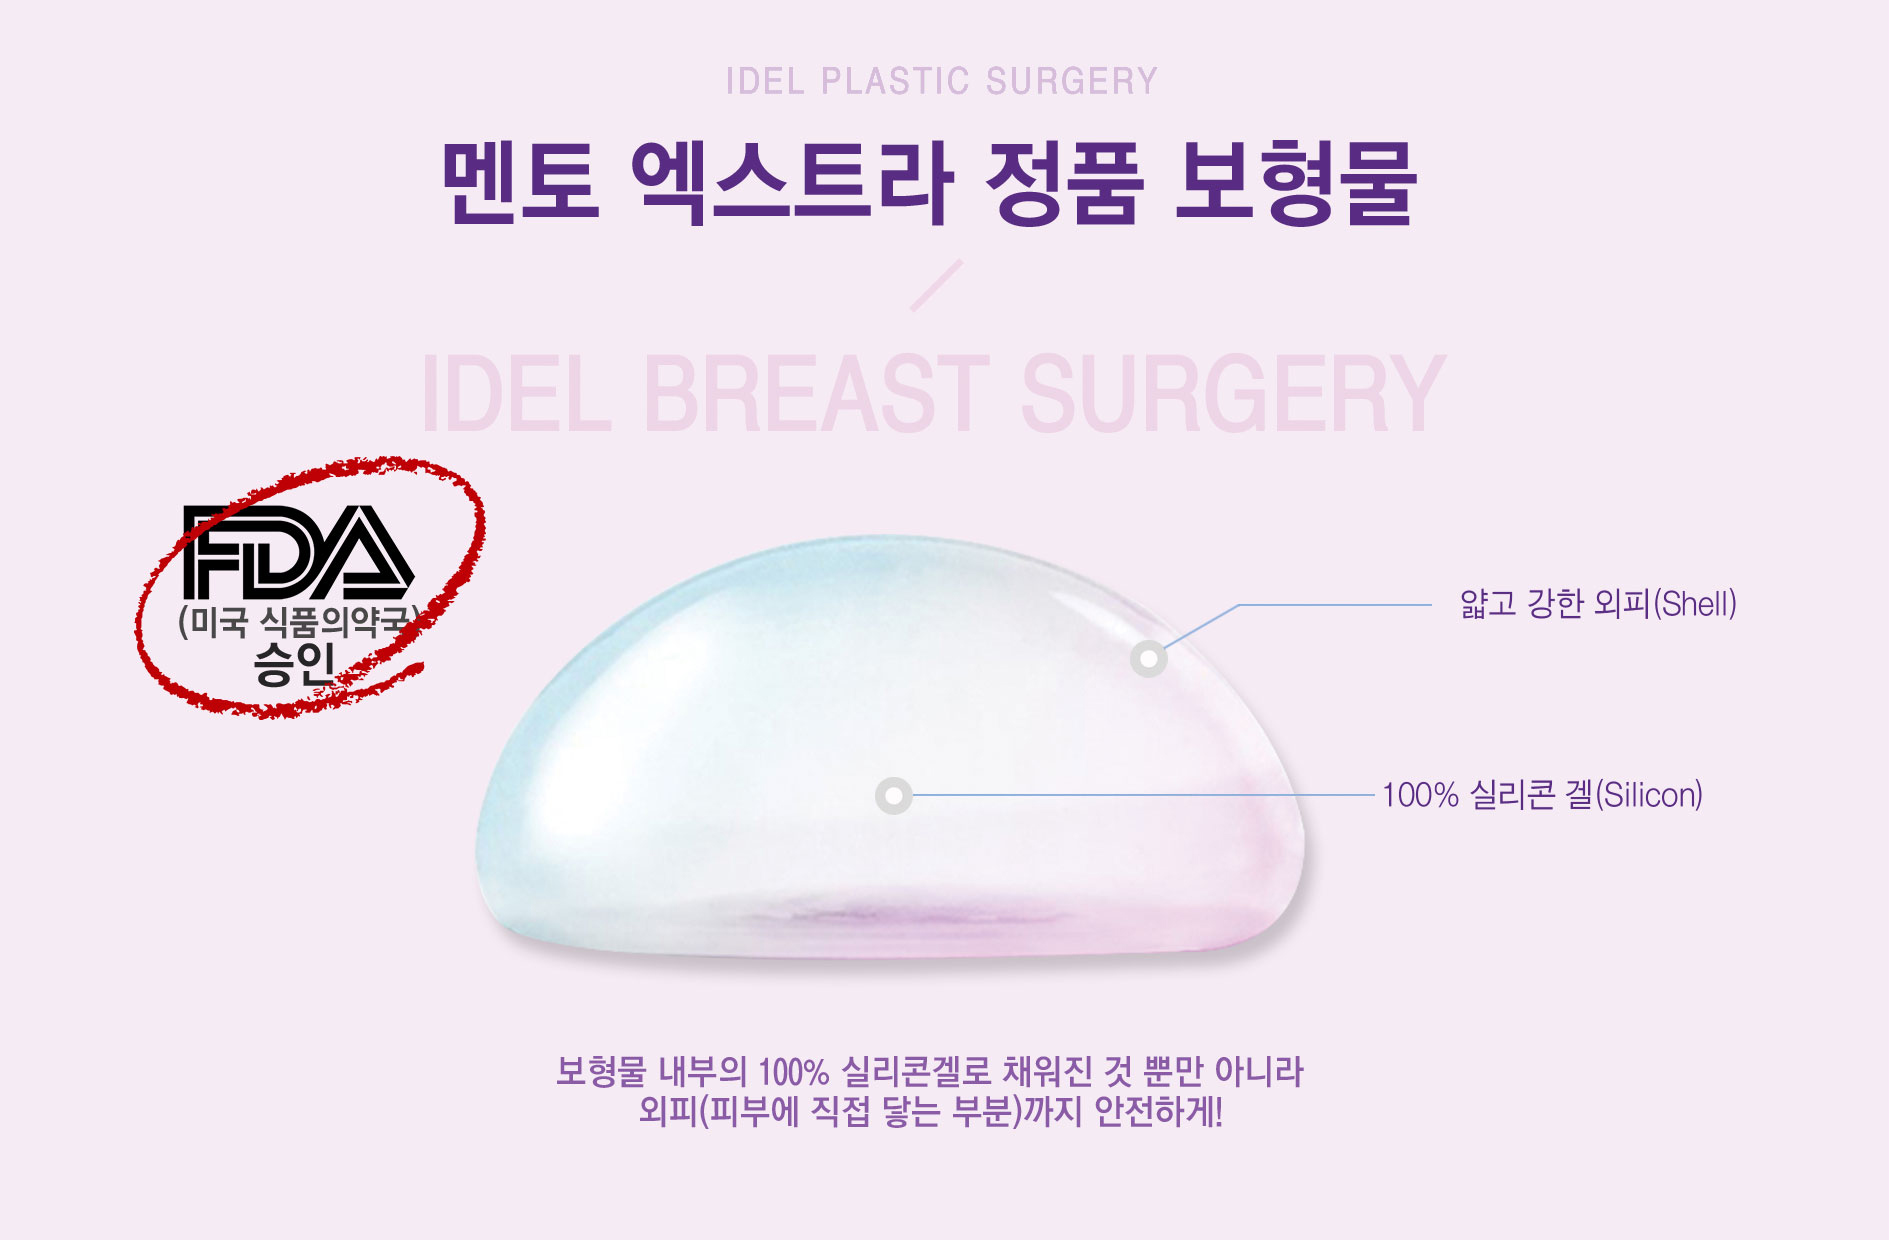 IDEL PLASTIC SURGERY
멘토 엑스트라 정품 보형물
IDEL BREAST SURGERY
FDA
(미국 식품의약국)
승인
얇고 강한 외피(Shell)
100% 실리콘 겔(Silicon)
보형물 내부의 100% 실리콘겔로 채워진 것 뿐만 아니라
외피(피부에 직접 닿는 부분)까지 안전하게!